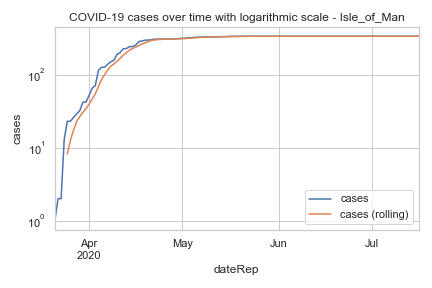 COVID-19 cases over time with logarithmic scale - Isle_of_Man
cases
10²
10¹
10⁰
Apr
2020
May
Jun
Jul
dateRep
cases
cases (rolling)